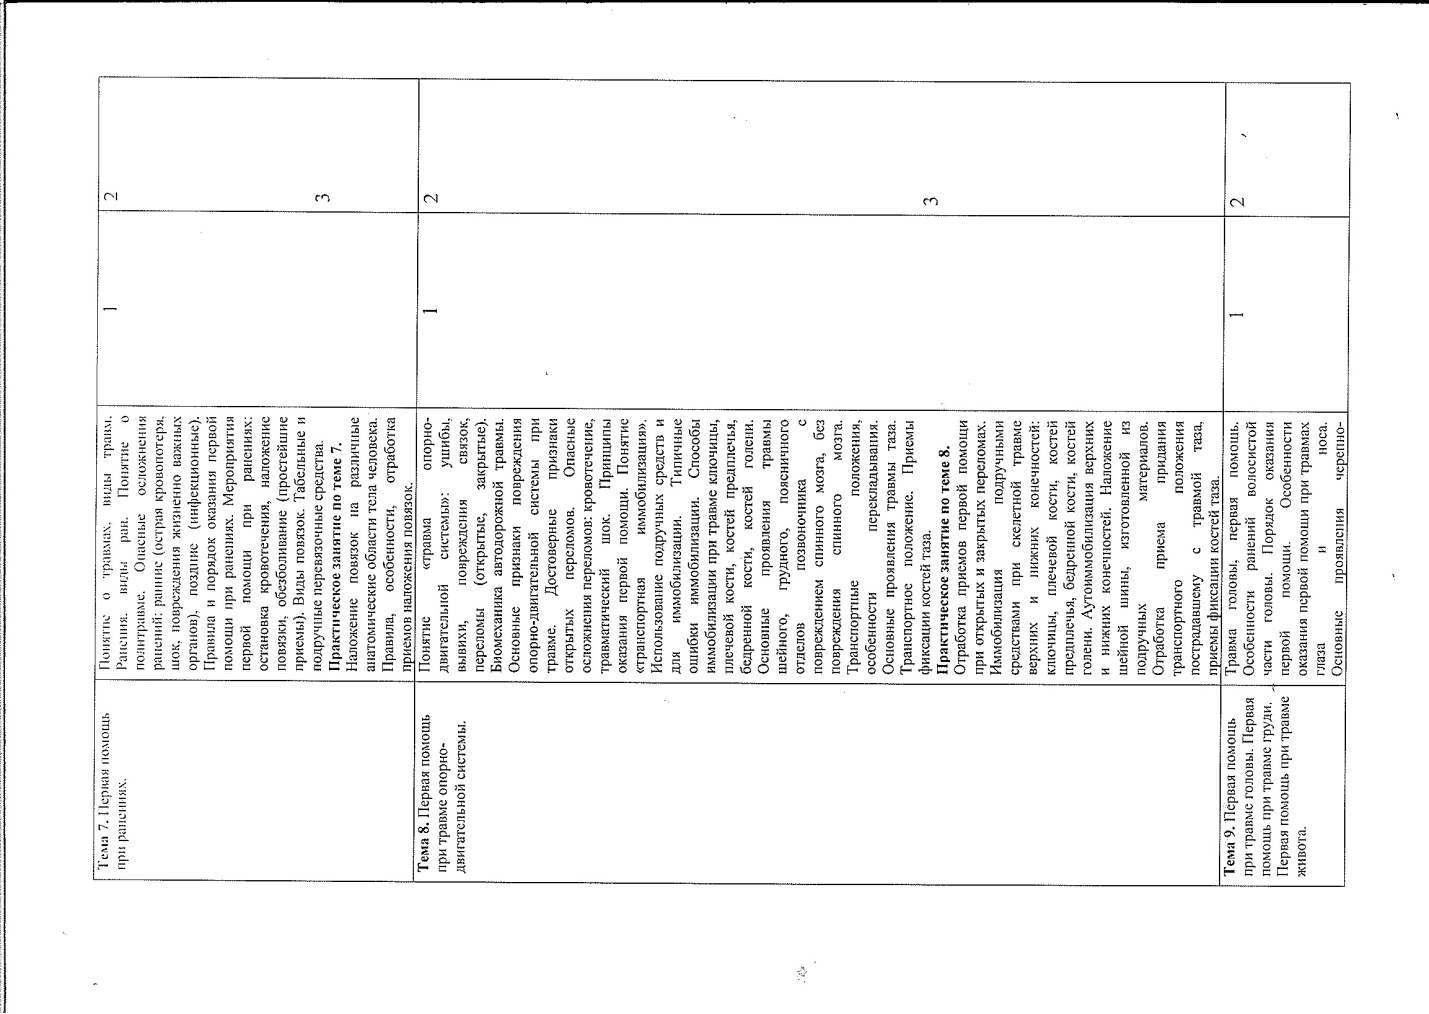 Тема 7. Первая помощь
при ранениях.
Понятие о травмах, виды травм.
Ранения, виды ран. Понятие о
политравме. Опасные осложнения
ранений: ранние (острая кровопотеря,
шок, повреждения жизненно важных
органов), поздние (инфекционные).
Правила и порядок оказания первой
помощи при ранениях. Мероприятия
первой помощи при ранениях:
остановка кровотечения, наложение
повязки, обезболивание (простейшие
приемы). Виды повязок. Табельные и
подручные перевязочные средства.
Практическое занятие по теме 7.
Наложение повязок на различные
анатомические области тела человека.
Правила, особенности, отработка
приемов наложения повязок.
1
2
3
Тема 8. Первая помощь
при травме опорно-
двигательной системы.
Понятие «травма опорно-
двигательной системы»: ушибы,
вывихи, повреждения связок,
переломы (открытые, закрытые).
Биомеханика автодорожной травмы.
Основные признаки повреждения
опорно-двигательной системы при
травме. Достоверные признаки
открытых переломов. Опасные
осложнения переломов: кровотечение,
травматический шок. Принципы
оказания первой помощи. Понятие
«транспортная иммобилизация».
Использование подручных средств и
для иммобилизации. Типичные
ошибки иммобилизации. Способы
иммобилизации при травме ключицы,
плечевой кости, костей предплечья,
бедренной кости, костей голени.
Основные проявления травмы
шейного, грудного, поясничного
отделов позвоночника с
повреждением спинного мозга, без
повреждения спинного мозга.
Транспортные положения,
особенности перекладывания.
Основные проявления травмы таза.
Транспортное положение. Приемы
фиксации костей таза.
Практическое занятие по теме 8.
Отработка приемов первой помощи
при открытых и закрытых переломах.
Иммобилизация подручными
средствами при скелетной травме
верхних и нижних конечностей:
ключицы, плечевой кости, костей
предплечья, бедренной кости, костей
голени. Аутоиммобилизация верхних
и нижних конечностей. Наложение
шейной шины, изготовленной из
подручных материалов.
Отработка приема придания
транспортного положения
пострадавшему с травмой таза,
приемы фиксации костей таза.
1
2
3
Тема 9. Первая помощь
при травме головы. Первая
помощь при травме груди.
Первая помощь при травме
живота.
Травма головы, первая помощь.
Особенности ранений волосистой
части головы. Порядок оказания
первой помощи. Особенности
оказания первой помощи при травмах
глаза и носа.
Основные проявления черепно-
1
2